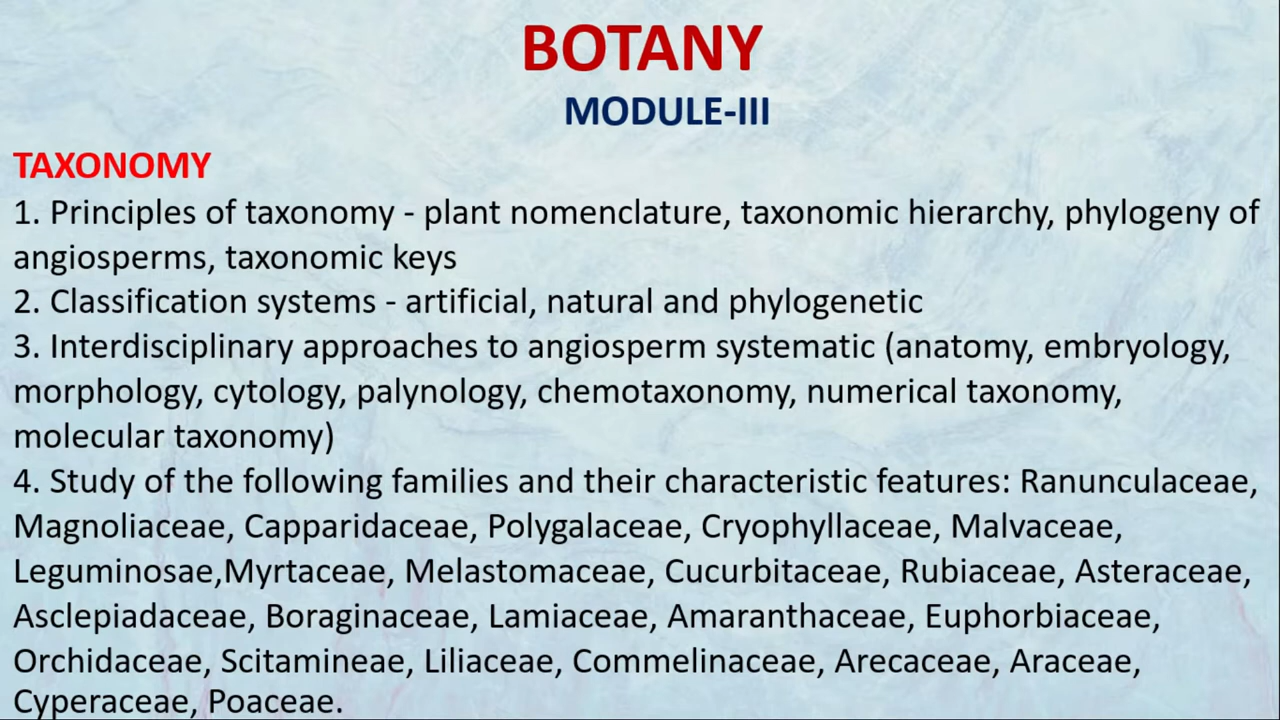 BOTANY
MODULE-III
TAXONOMY
1. Principles of taxonomy - plant nomenclature, taxonomic hierarchy, phylogeny of
angiosperms, taxonomic keys
2. Classification systems - artificial, natural and phylogenetic
3. Interdisciplinary approaches to angiosperm systematic (anatomy, embryology,
morphology, cytology, palynology, chemotaxonomy, numerical taxonomy,
molecular taxonomy)
4. Study of the following families and their characteristic features: Ranunculaceae,
Magnoliaceae, Capparidaceae, Polygalaceae, Cryophyllaceae, Malvaceae,
Leguminosae,Myrtaceae, Melastomaceae, Cucurbitaceae, Rubiaceae, Asteraceae,
Asclepiadaceae, Boraginaceae, Lamiaceae, Amaranthaceae, Euphorbiaceae,
Orchidaceae, Scitamineae, Liliaceae, Commelinaceae, Arecaceae, Araceae,
Cyperaceae, Poaceae.